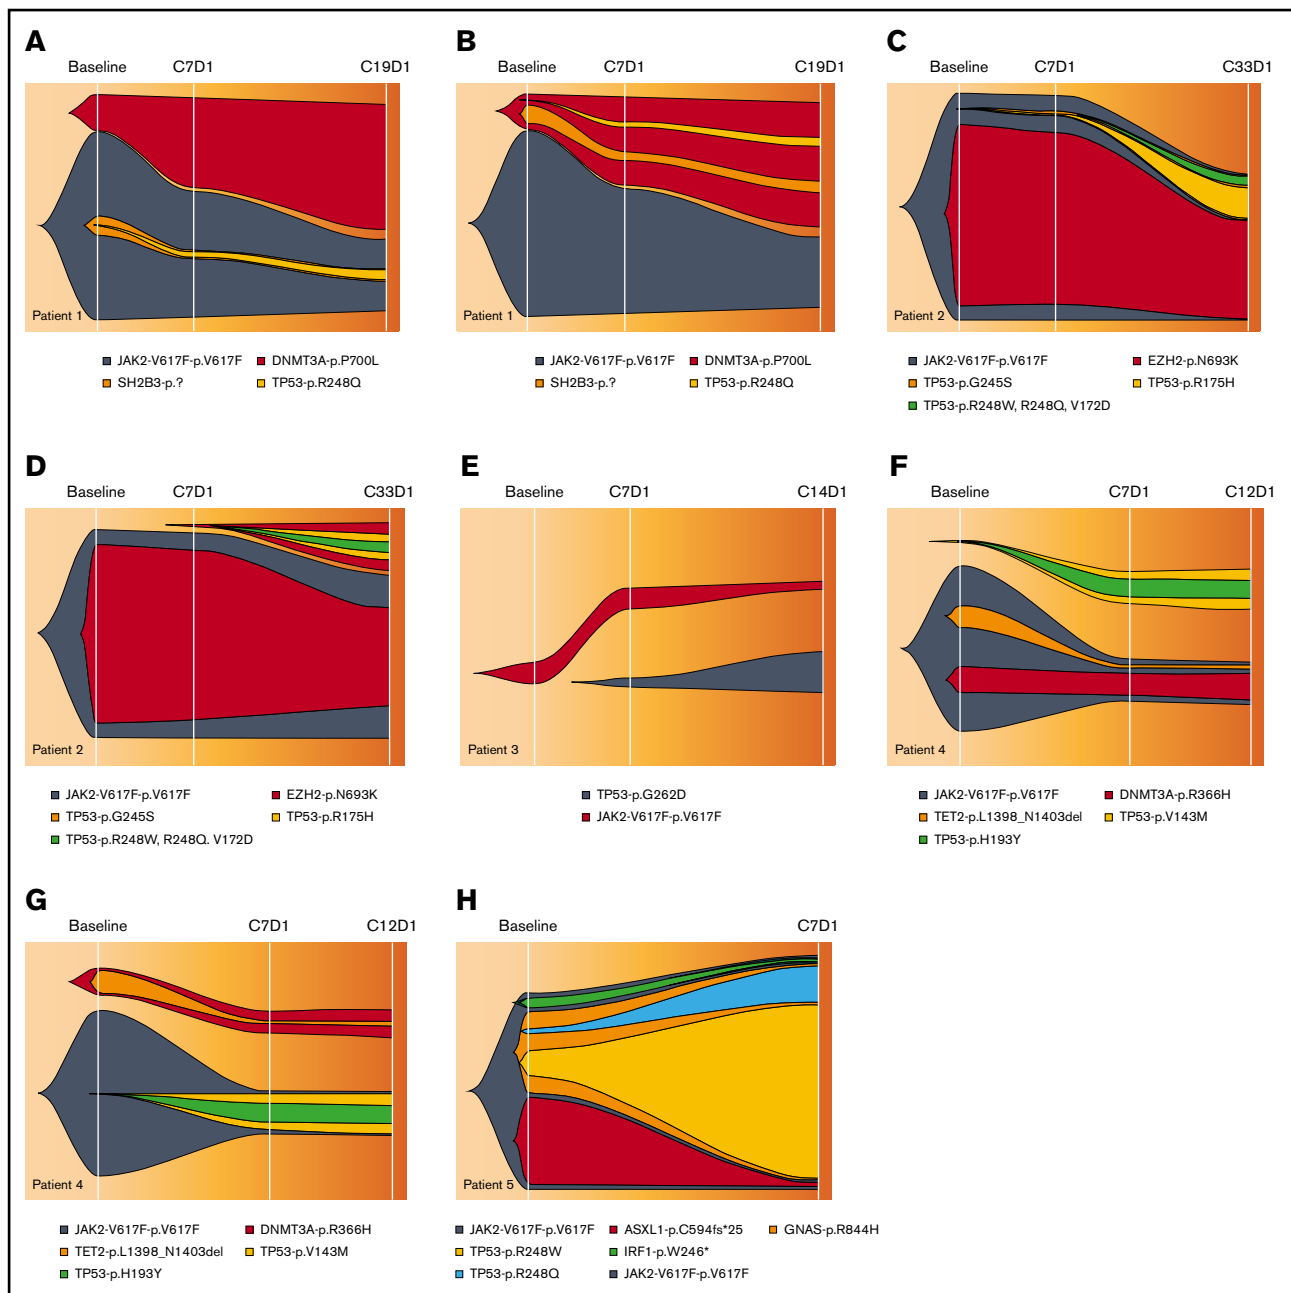 A
B
C
Baseline C7D1 C19D1
Baseline C7D1 C19D1
Baseline C7D1 C33D1
Patient 1
Patient 1
Patient 2
JAK2-V617F-p.V617F DNMT3A-p.P700L
SH2B3-p.? TP53-p.R248Q
JAK2-V617F-p.V617F DNMT3A-p.P700L
SH2B3-p.? TP53-p.R248Q
JAK2-V617F-p.V617F EZH2-p.N693K
TP53-p.G245S TP53-p.R175H
TP53-p.R248W, R248Q, V172D
D
E
F
Baseline C7D1 C33D1
Baseline C7D1 C14D1
Baseline C7D1 C12D1
Patient 2
Patient 3
Patient 4
JAK2-V617F-p.V617F EZH2-p.N693K
TP53-p.G245S TP53-p.R175H
TP53-p.R248W, R248Q. V172D
TP53-p.G262D
JAK2-V617F-p.V617F
JAK2-V617F-p.V617F DNMT3A-p.R366H
TET2-p.L1398_N1403del TP53-p.V143M
TP53-p.H193Y
G
H
Baseline C7D1 C12D1
Baseline C7D1
Patient 4
Patient 5
JAK2-V617F-p.V617F DNMT3A-p.R366H
TET2-p.L1398_N1403del TP53-p.V143M
TP53-p.H193Y
JAK2-V617F-p.V617F ASXL1-p.C594fs*25 GNAS-p.R844H
TP53-p.R248W IRF1-p.W246*
TP53-p.R248Q JAK2-V617F-p.V617F